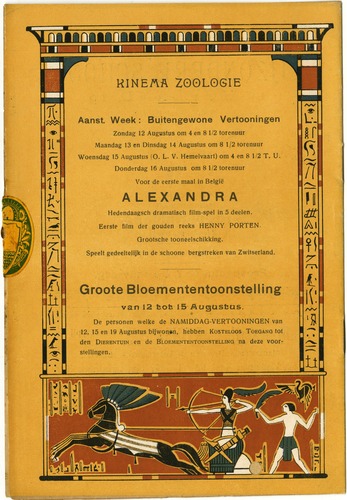 KINEMA ZOOLOGIE
Aanst. Week: Buitengewone Vertooningen
Zondag 12 Augustus om 4 en 8 1/2 torenuur
Maandag 13 en Dinsdag 14 Augustus om 8 1/2 torenuur
Woensdag 15 Augustus (O. L. V. Hemelvaart) om 4 en 8 1/2 T. U.
Donderdag 16 Augustus om 8 1/2 torenuur
Voor de eerste maal in België
ALEXANDRA
Hedendaagsch dramatisch film-spel in 5 deelen.
Eerste film der gouden reeks HENNY PORTEN.
Grootsche tooneelschikking.
Speelt gedeeltelijk in de schoone bergstreken van Zwitserland.
Groote Bloemententoonstelling
van 12 tot 15 Augustus.
De personen welke de NAMIDDAG-VERTOONINGEN van
12, 15 en 19 Augustus bijwonen, hebben KOSTELOOS TOEGANG tot
den DIERENTUIN en de BLOEMENTENTOONSTELLING na deze voor-
stellingen.